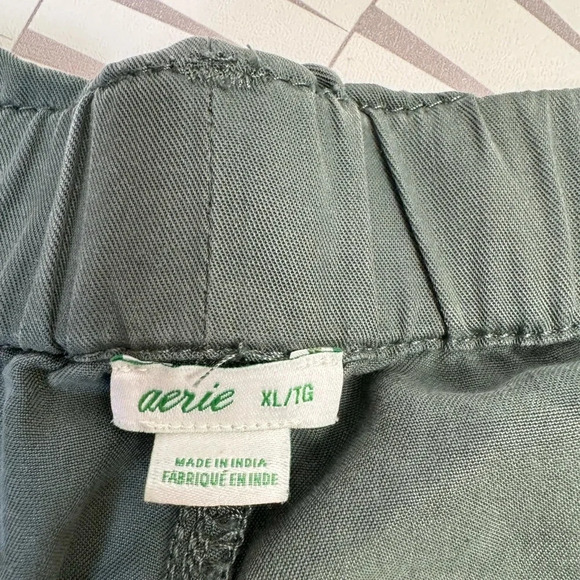 aerie XL/TG
MADE IN INDIA
FABRIQUÉ EN INDE